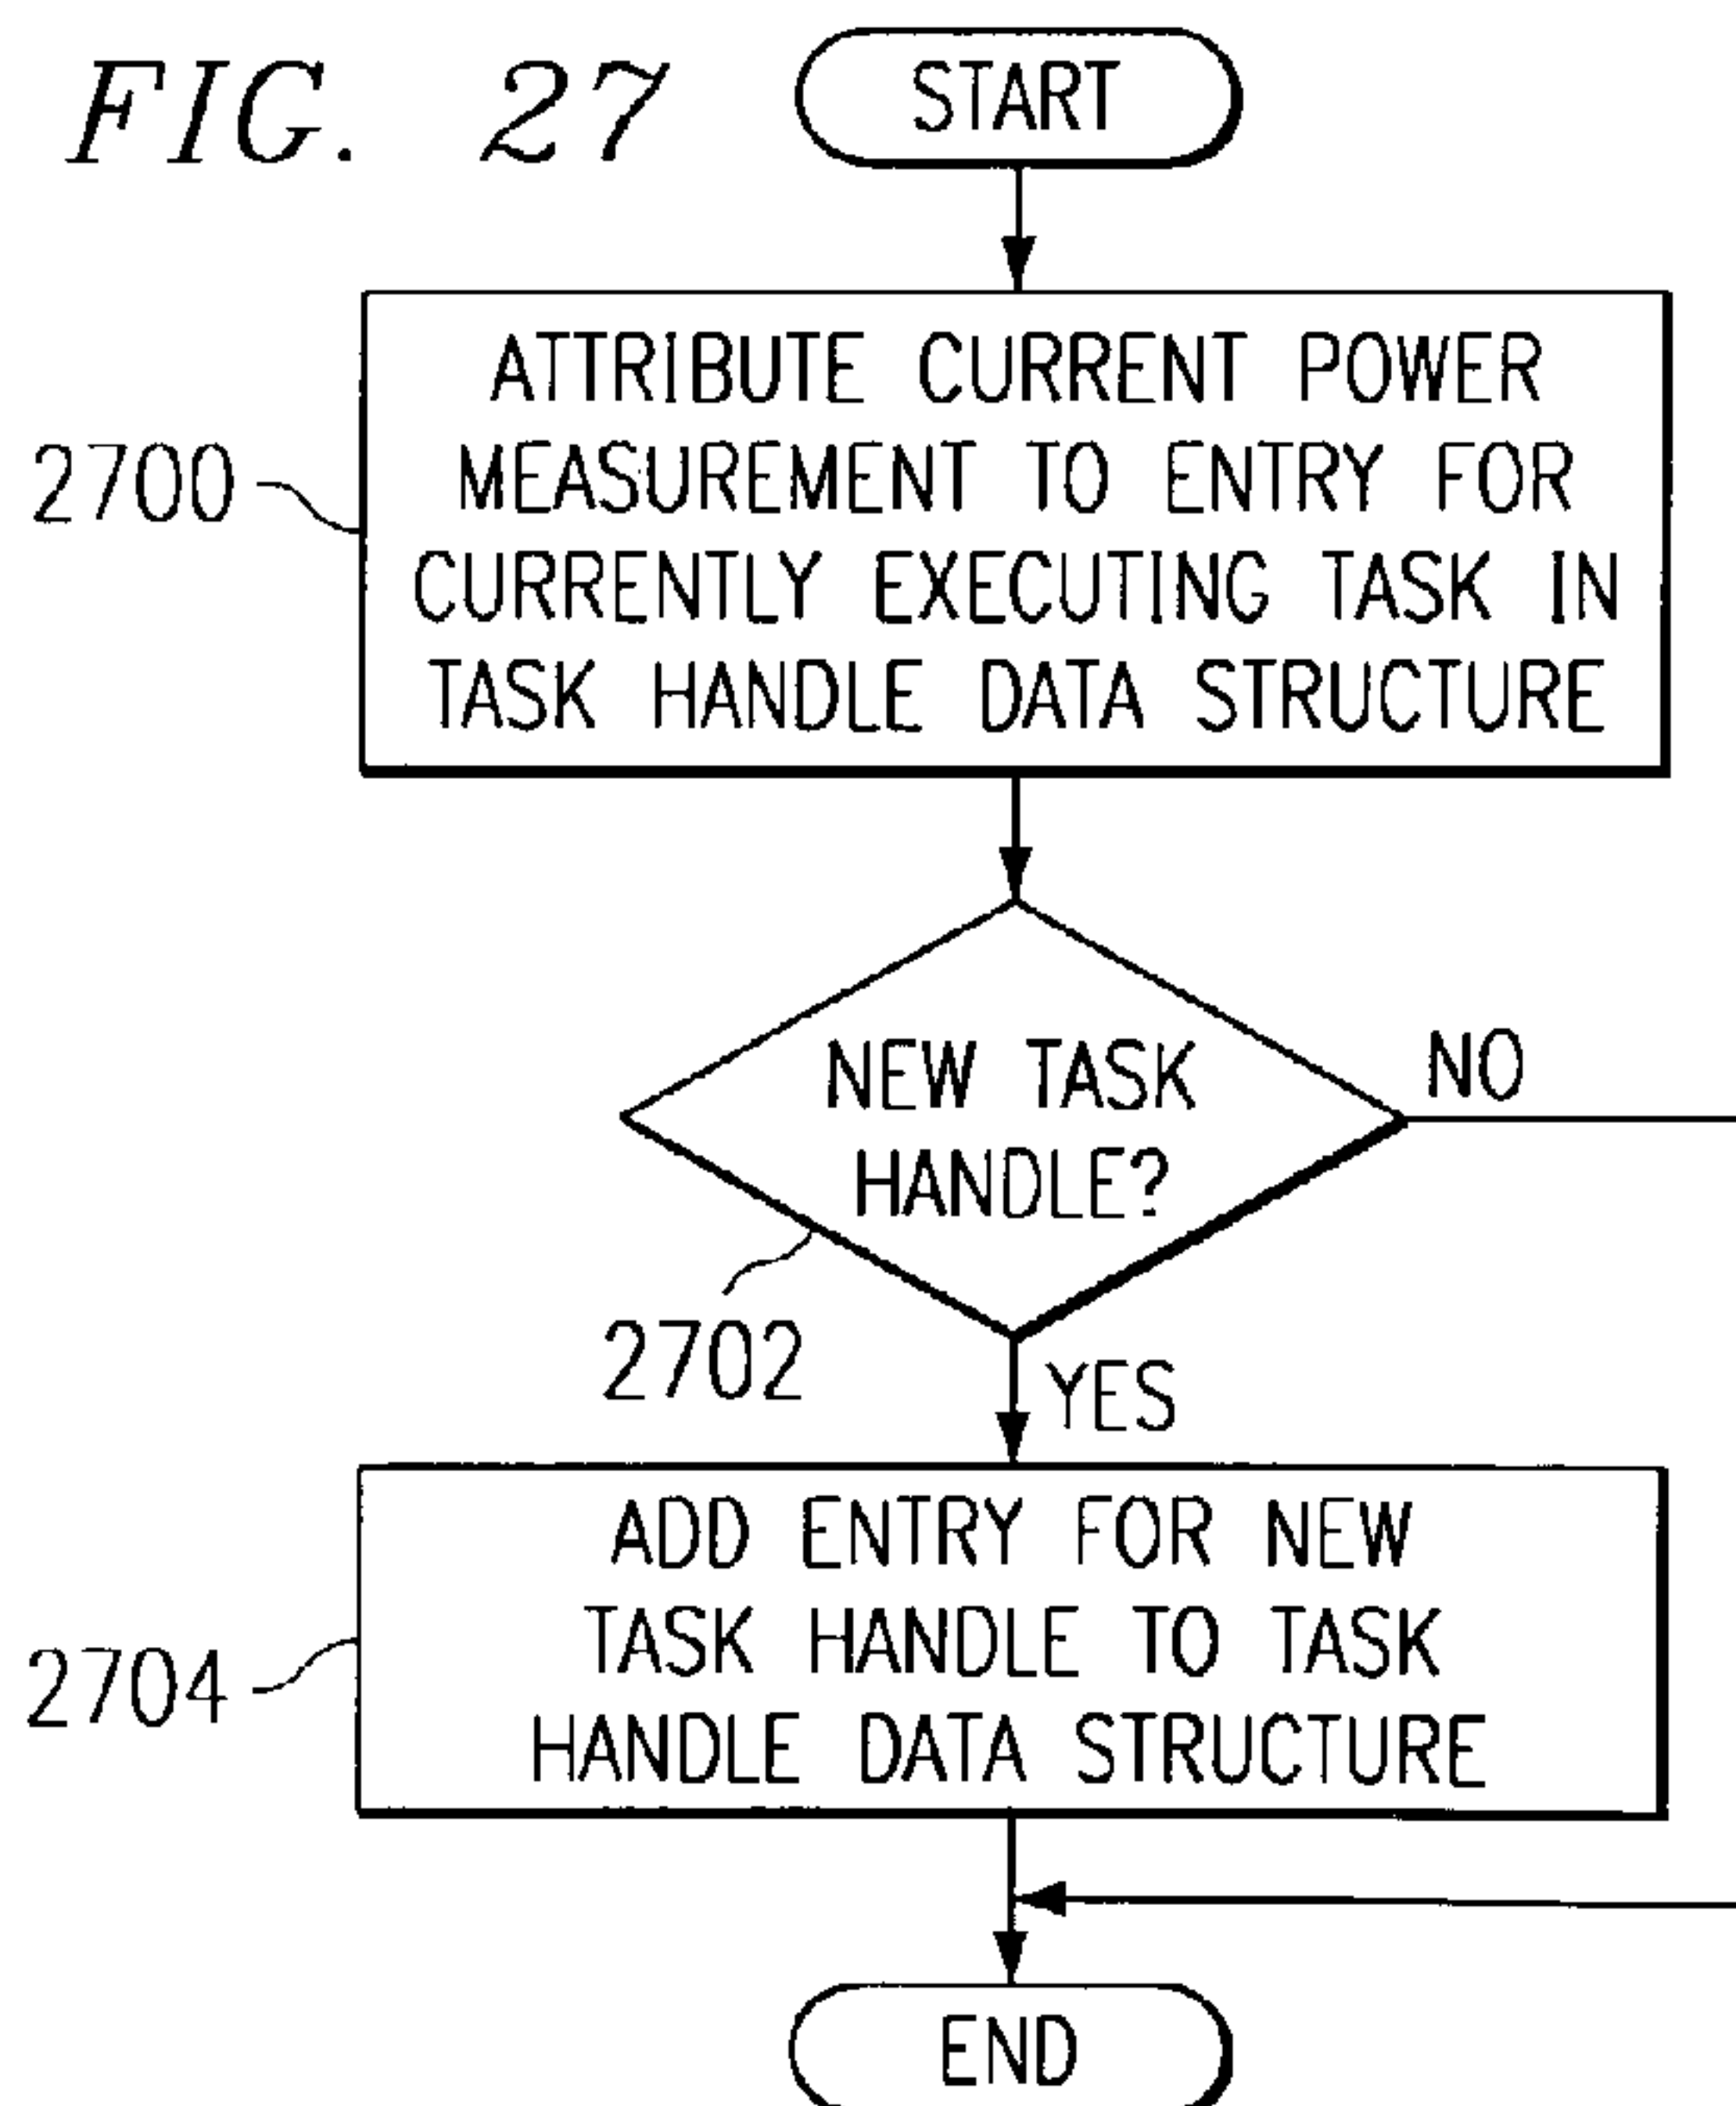 FIG. 27
START
ATTRIBUTE CURRENT POWER
MEASUREMENT TO ENTRY FOR
CURRENTLY EXECUTING TASK IN
TASK HANDLE DATA STRUCTURE
2700
NEW TASK
HANDLE?
NO
2702
YES
ADD ENTRY FOR NEW
TASK HANDLE TO TASK
HANDLE DATA STRUCTURE
2704
END